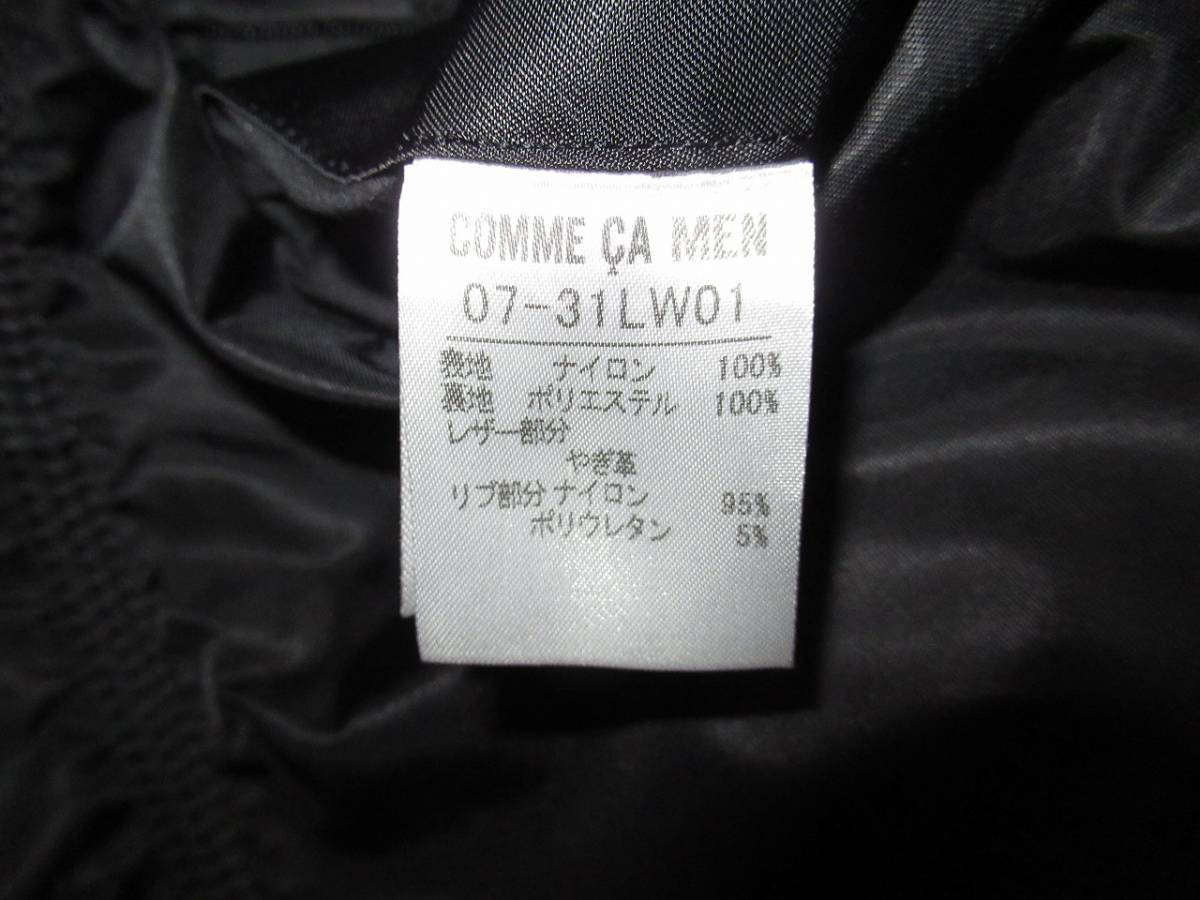 COMME ÇA MEN
07-31LW01
表地 ナイロン 100%
裏地 ポリエステル 100%
レザー部分
やぎ革
リブ部分 ナイロン 95%
ポリウレタン 5%